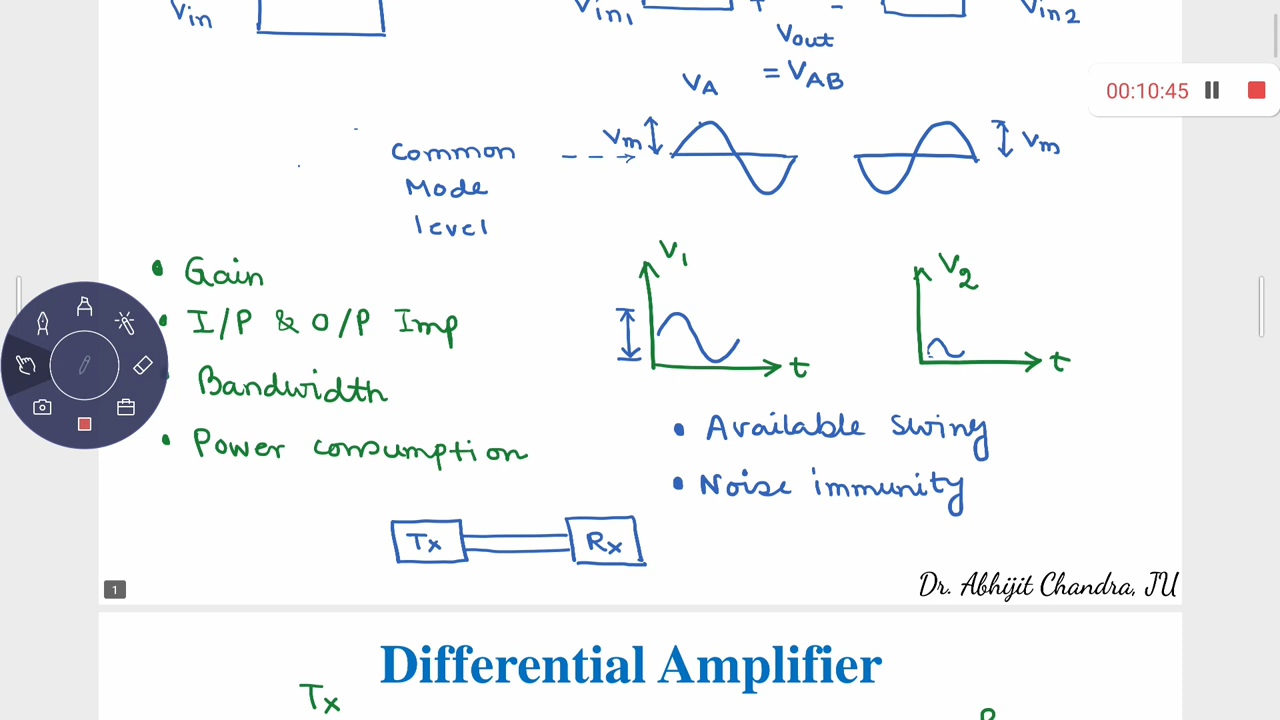 Vin
Vin1
+ -
Vin2
Vout
= VAB
VA
00:10:45
Common
Mode
level
Vm
Vm
• Gain
• I/P & O/P Imp
Bandwidth
• Power consumption
V1
t
V2
t
• Available swing
• Noise immunity
Tx
Rx
1
Dr. Abhijit Chandra, JU
Differential Amplifier
Tx